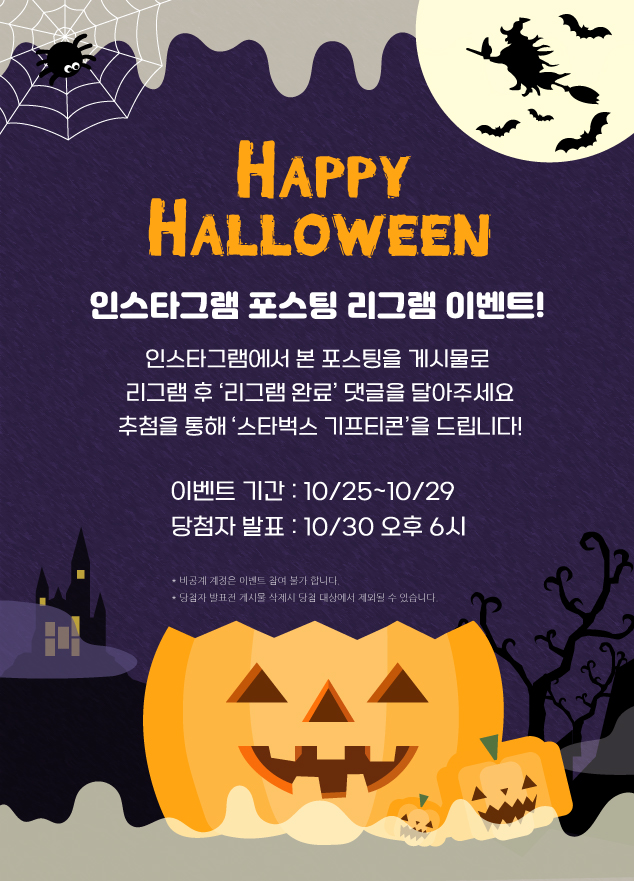 HAPPY
HALLOWEEN
인스타그램 포스팅 리그램 이벤트!
인스타그램에서 본 포스팅을 게시물로
리그램 후 ‘리그램 완료’ 댓글을 달아주세요
추첨을 통해 ‘스타벅스 기프티콘’을 드립니다!
이벤트 기간 : 10/25~10/29
당첨자 발표 : 10/30 오후 6시
* 비공계 계정은 이벤트 참여 불가 합니다.
* 당첨자 발표전 게시물 삭제시 당첨 대상에서 제외될 수 있습니다.